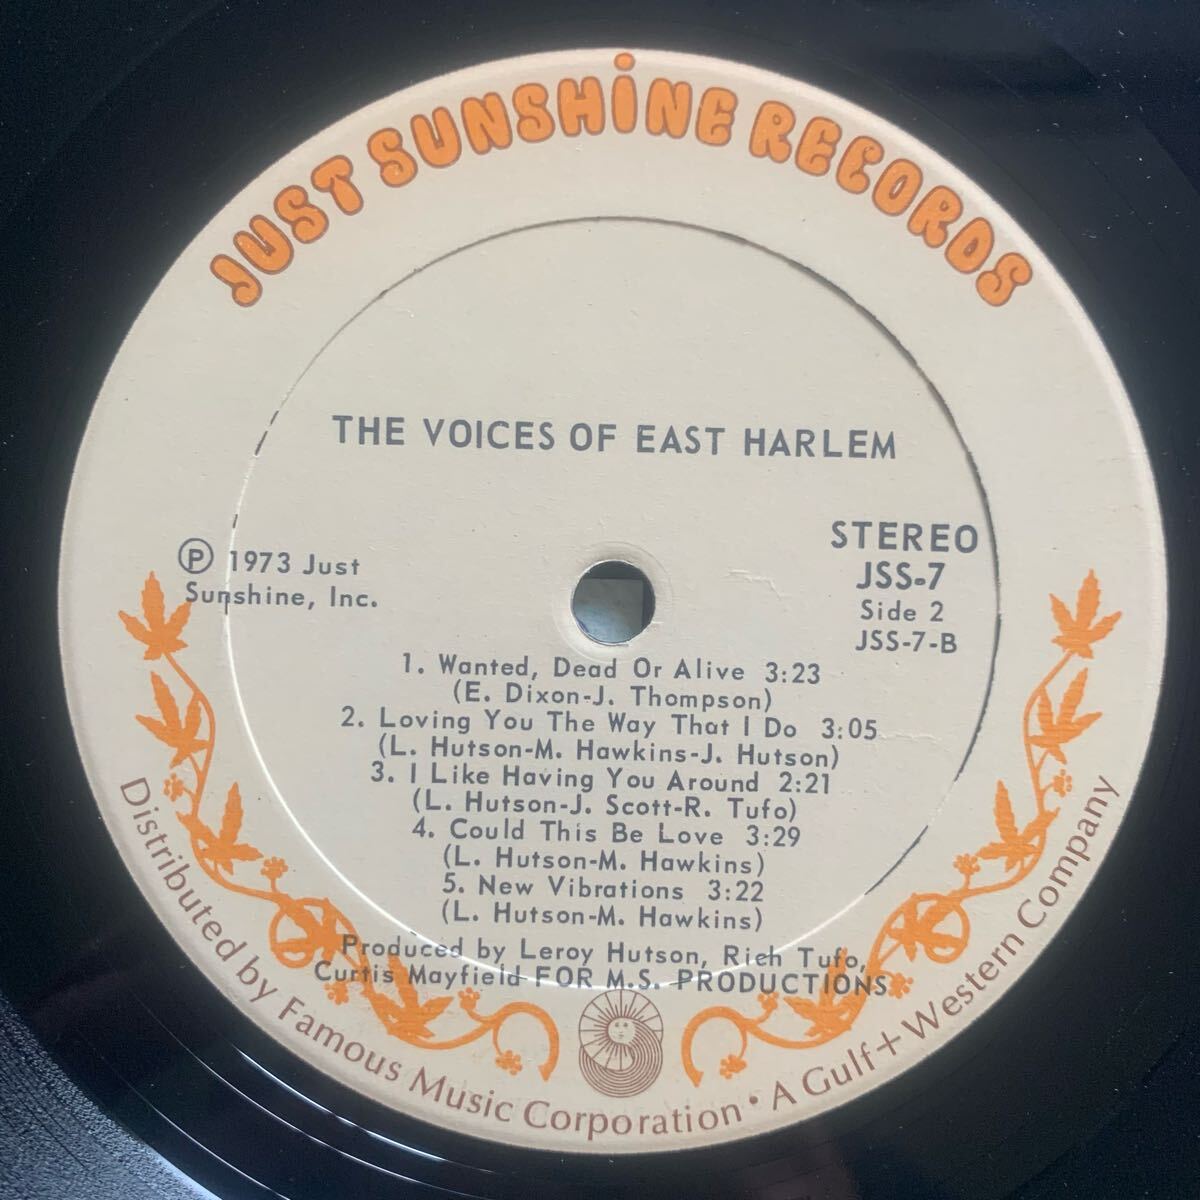 JUST SUNSHINE RECORDS
THE VOICES OF EAST HARLEM
℗ 1973 Just
Sunshine, Inc.
STEREO
JSS-7
Side 2
JSS-7-B
1. Wanted, Dead Or Alive 3:23
(E. Dixon-J. Thompson)
2. Loving You The Way That I Do 3:05
(L. Hutson-M. Hawkins-J. Hutson)
3. I Like Having You Around 2:21
(L. Hutson-J. Scott-R. Tufo)
4. Could This Be Love 3:29
(L. Hutson-M. Hawkins)
5. New Vibrations 3:22
(L. Hutson-M. Hawkins)
Produced by Leroy Hutson, Rich Tufo,
Curtis Mayfield FOR M.S. PRODUCTIONS
Distributed by Famous Music Corporation • A Gulf+Western Company